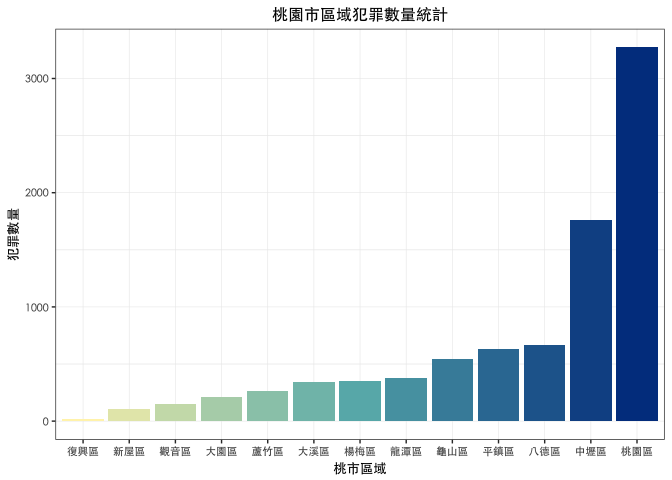 桃園市區域犯罪數量統計
犯罪數量
3000
2000
1000
0
復興區 新屋區 觀音區 大園區 蘆竹區 大溪區 楊梅區 龍潭區 龜山區 平鎮區 八德區 中壢區 桃園區
桃市區域